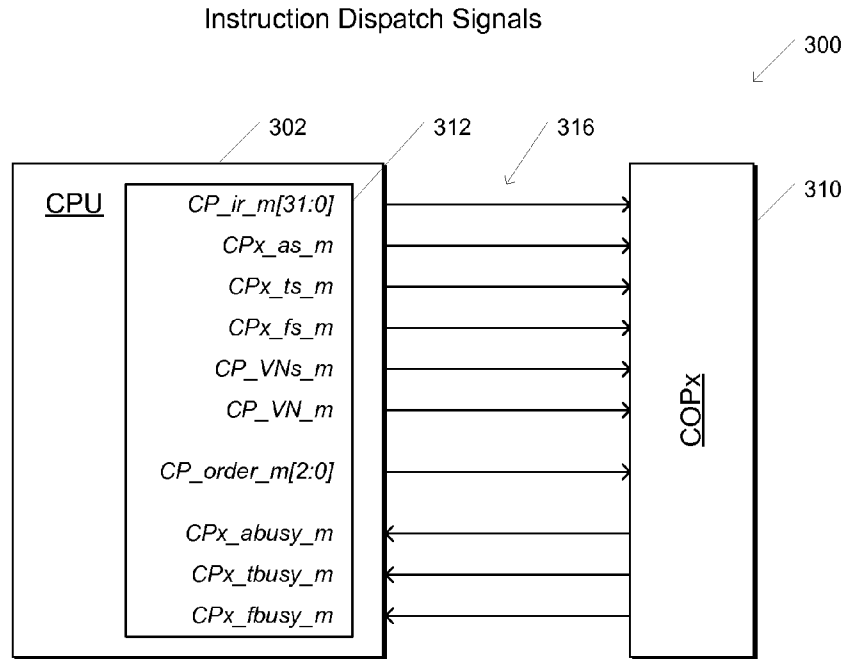 Instruction Dispatch Signals
300
302
312
316
310
CPU
CP_ir_m[31:0]
CPx_as_m
CPx_ts_m
CPx_fs_m
CP_VNs_m
CP_VN_m
CP_order_m[2:0]
CPx_abusy_m
CPx_tbusy_m
CPx_fbusy_m
COPx